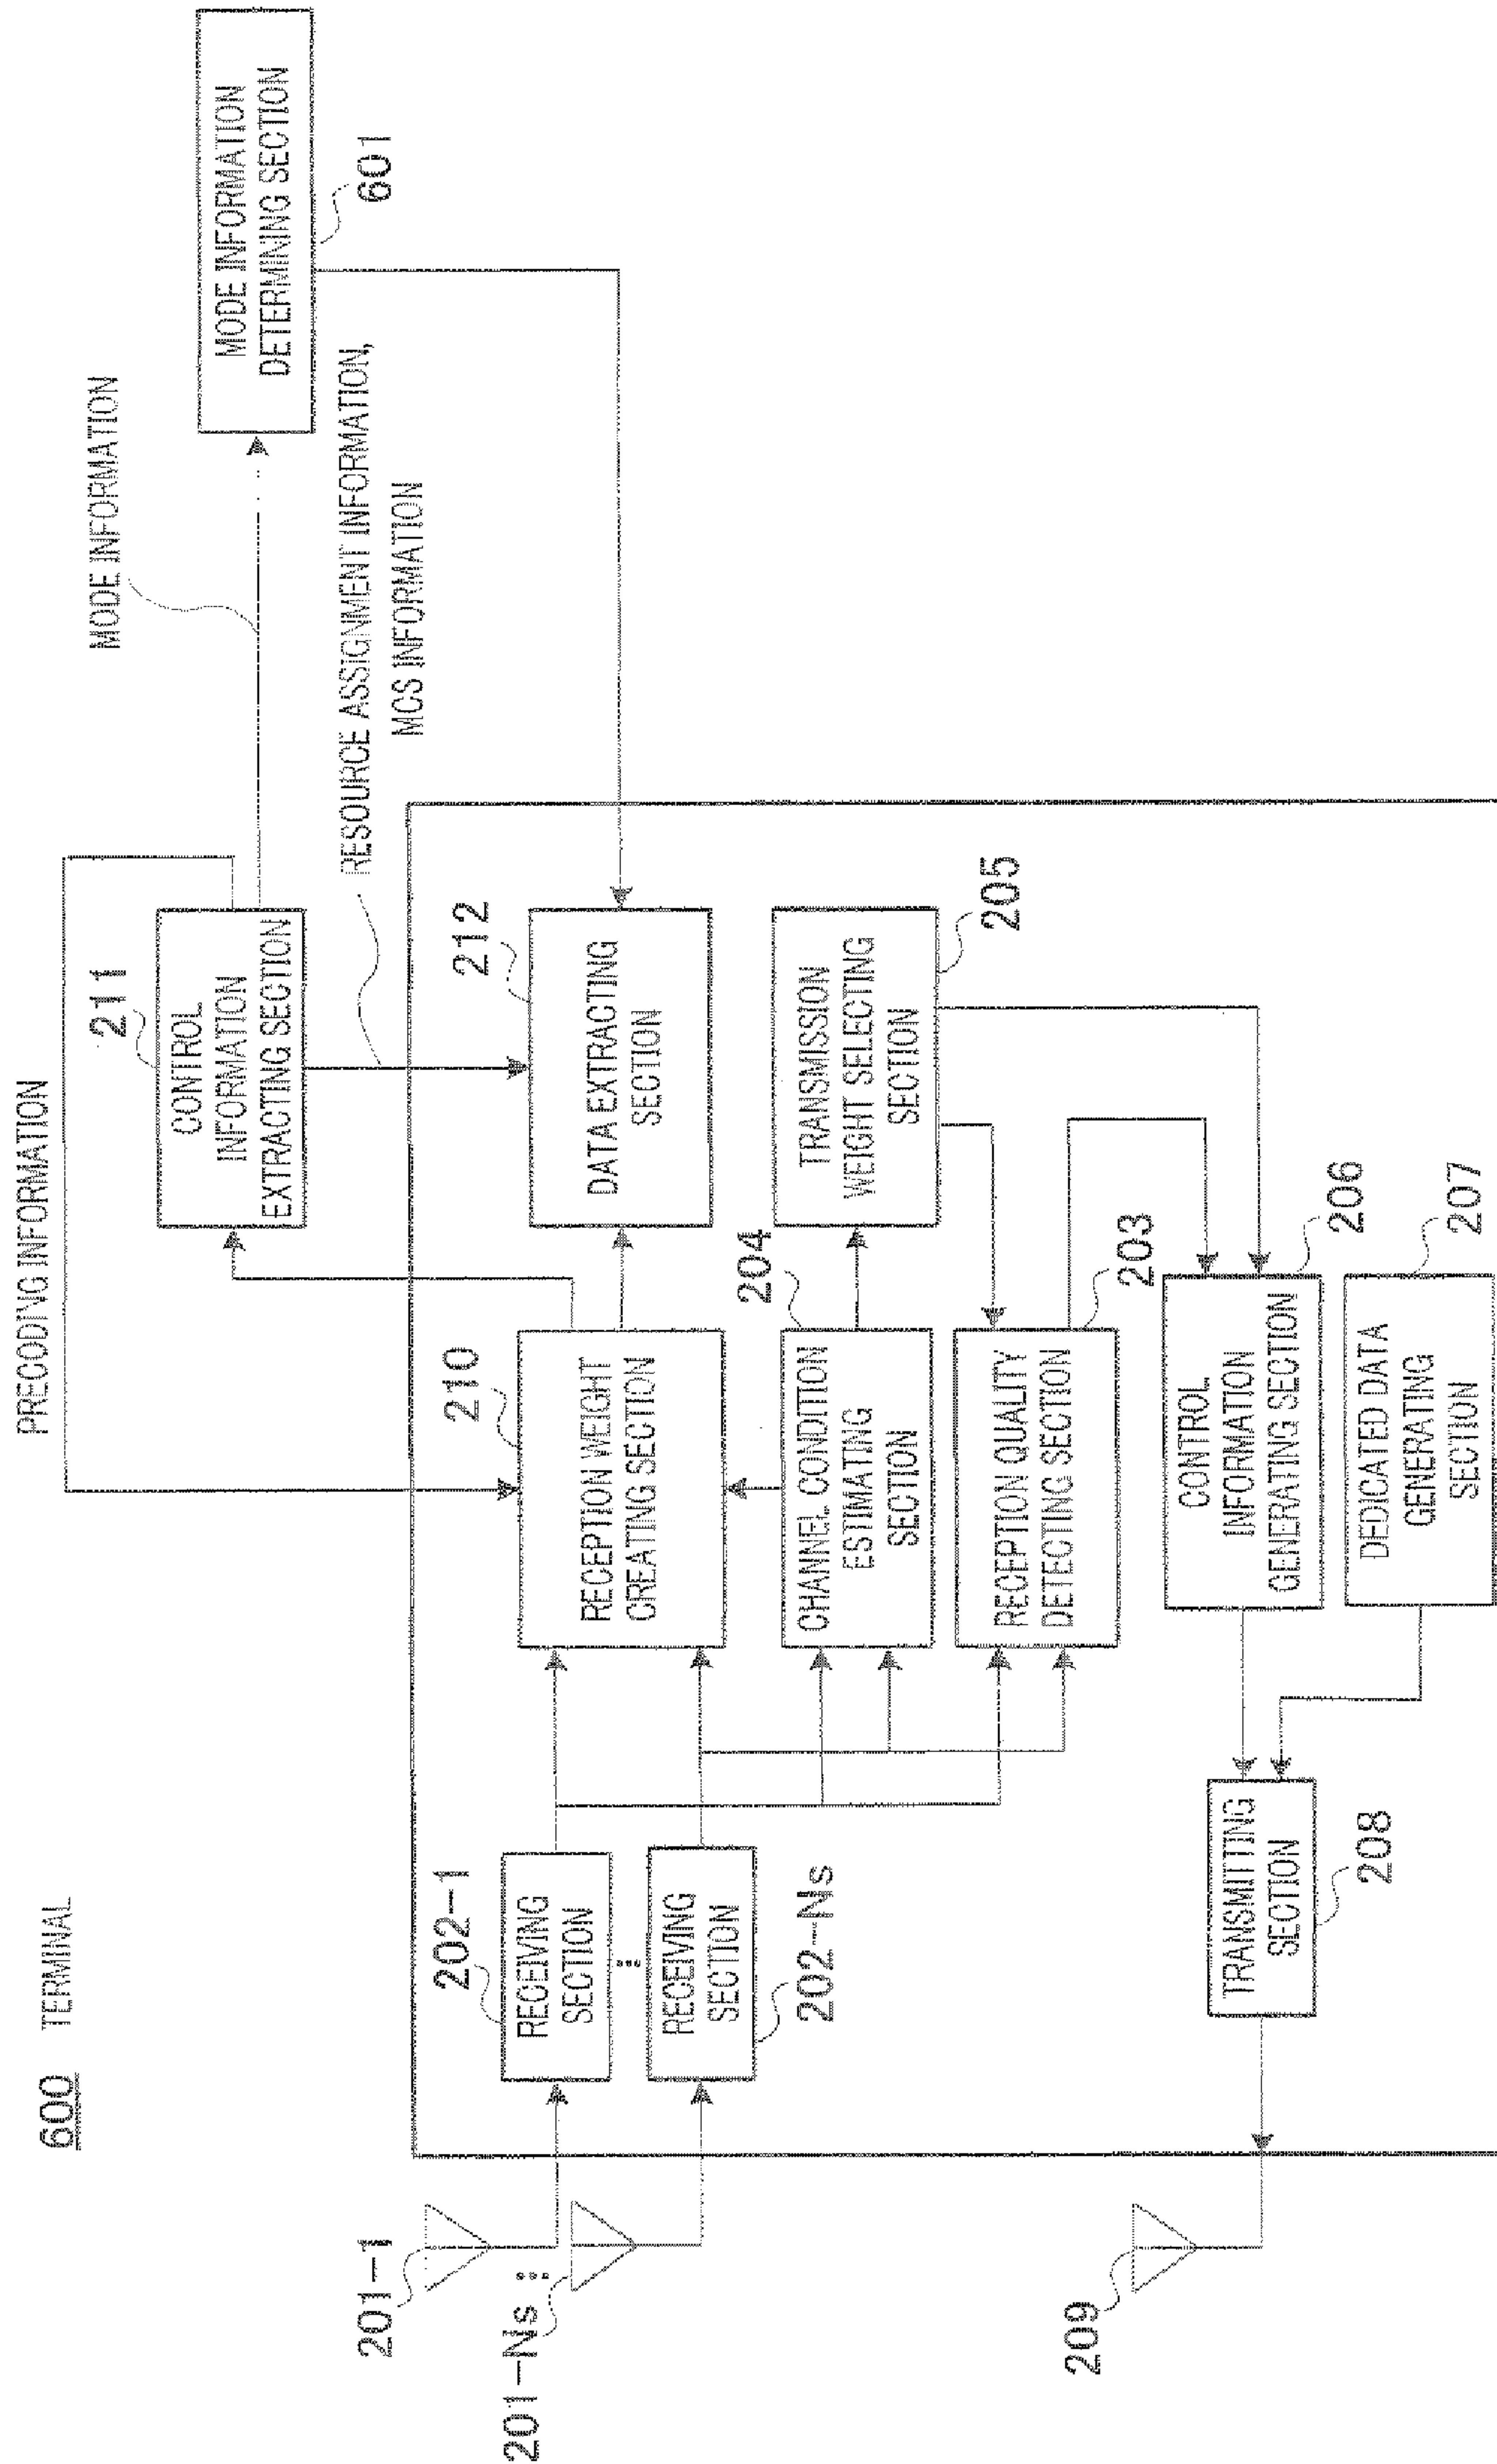 600 TERMINAL
PRECODING INFORMATION
211
CONTROL
INFORMATION
EXTRACTING SECTION
MODE INFORMATION
MODE INFORMATION
DETERMINING SECTION
601
RESOURCE ASSIGNMENT INFORMATION,
MCS INFORMATION
201-1
...
201-Ns
202-1
RECEIVING
SECTION
...
RECEIVING
SECTION
202-Ns
210
RECEPTION WEIGHT
CREATING SECTION
212
DATA EXTRACTING
SECTION
204
CHANNEL CONDITION
ESTIMATING
SECTION
TRANSMISSION
WEIGHT SELECTING
SECTION
205
RECEPTION QUALITY
DETECTING SECTION
203
CONTROL
INFORMATION
GENERATING SECTION
206
DEDICATED DATA
GENERATING
SECTION
207
TRANSMITTING
SECTION
208
209